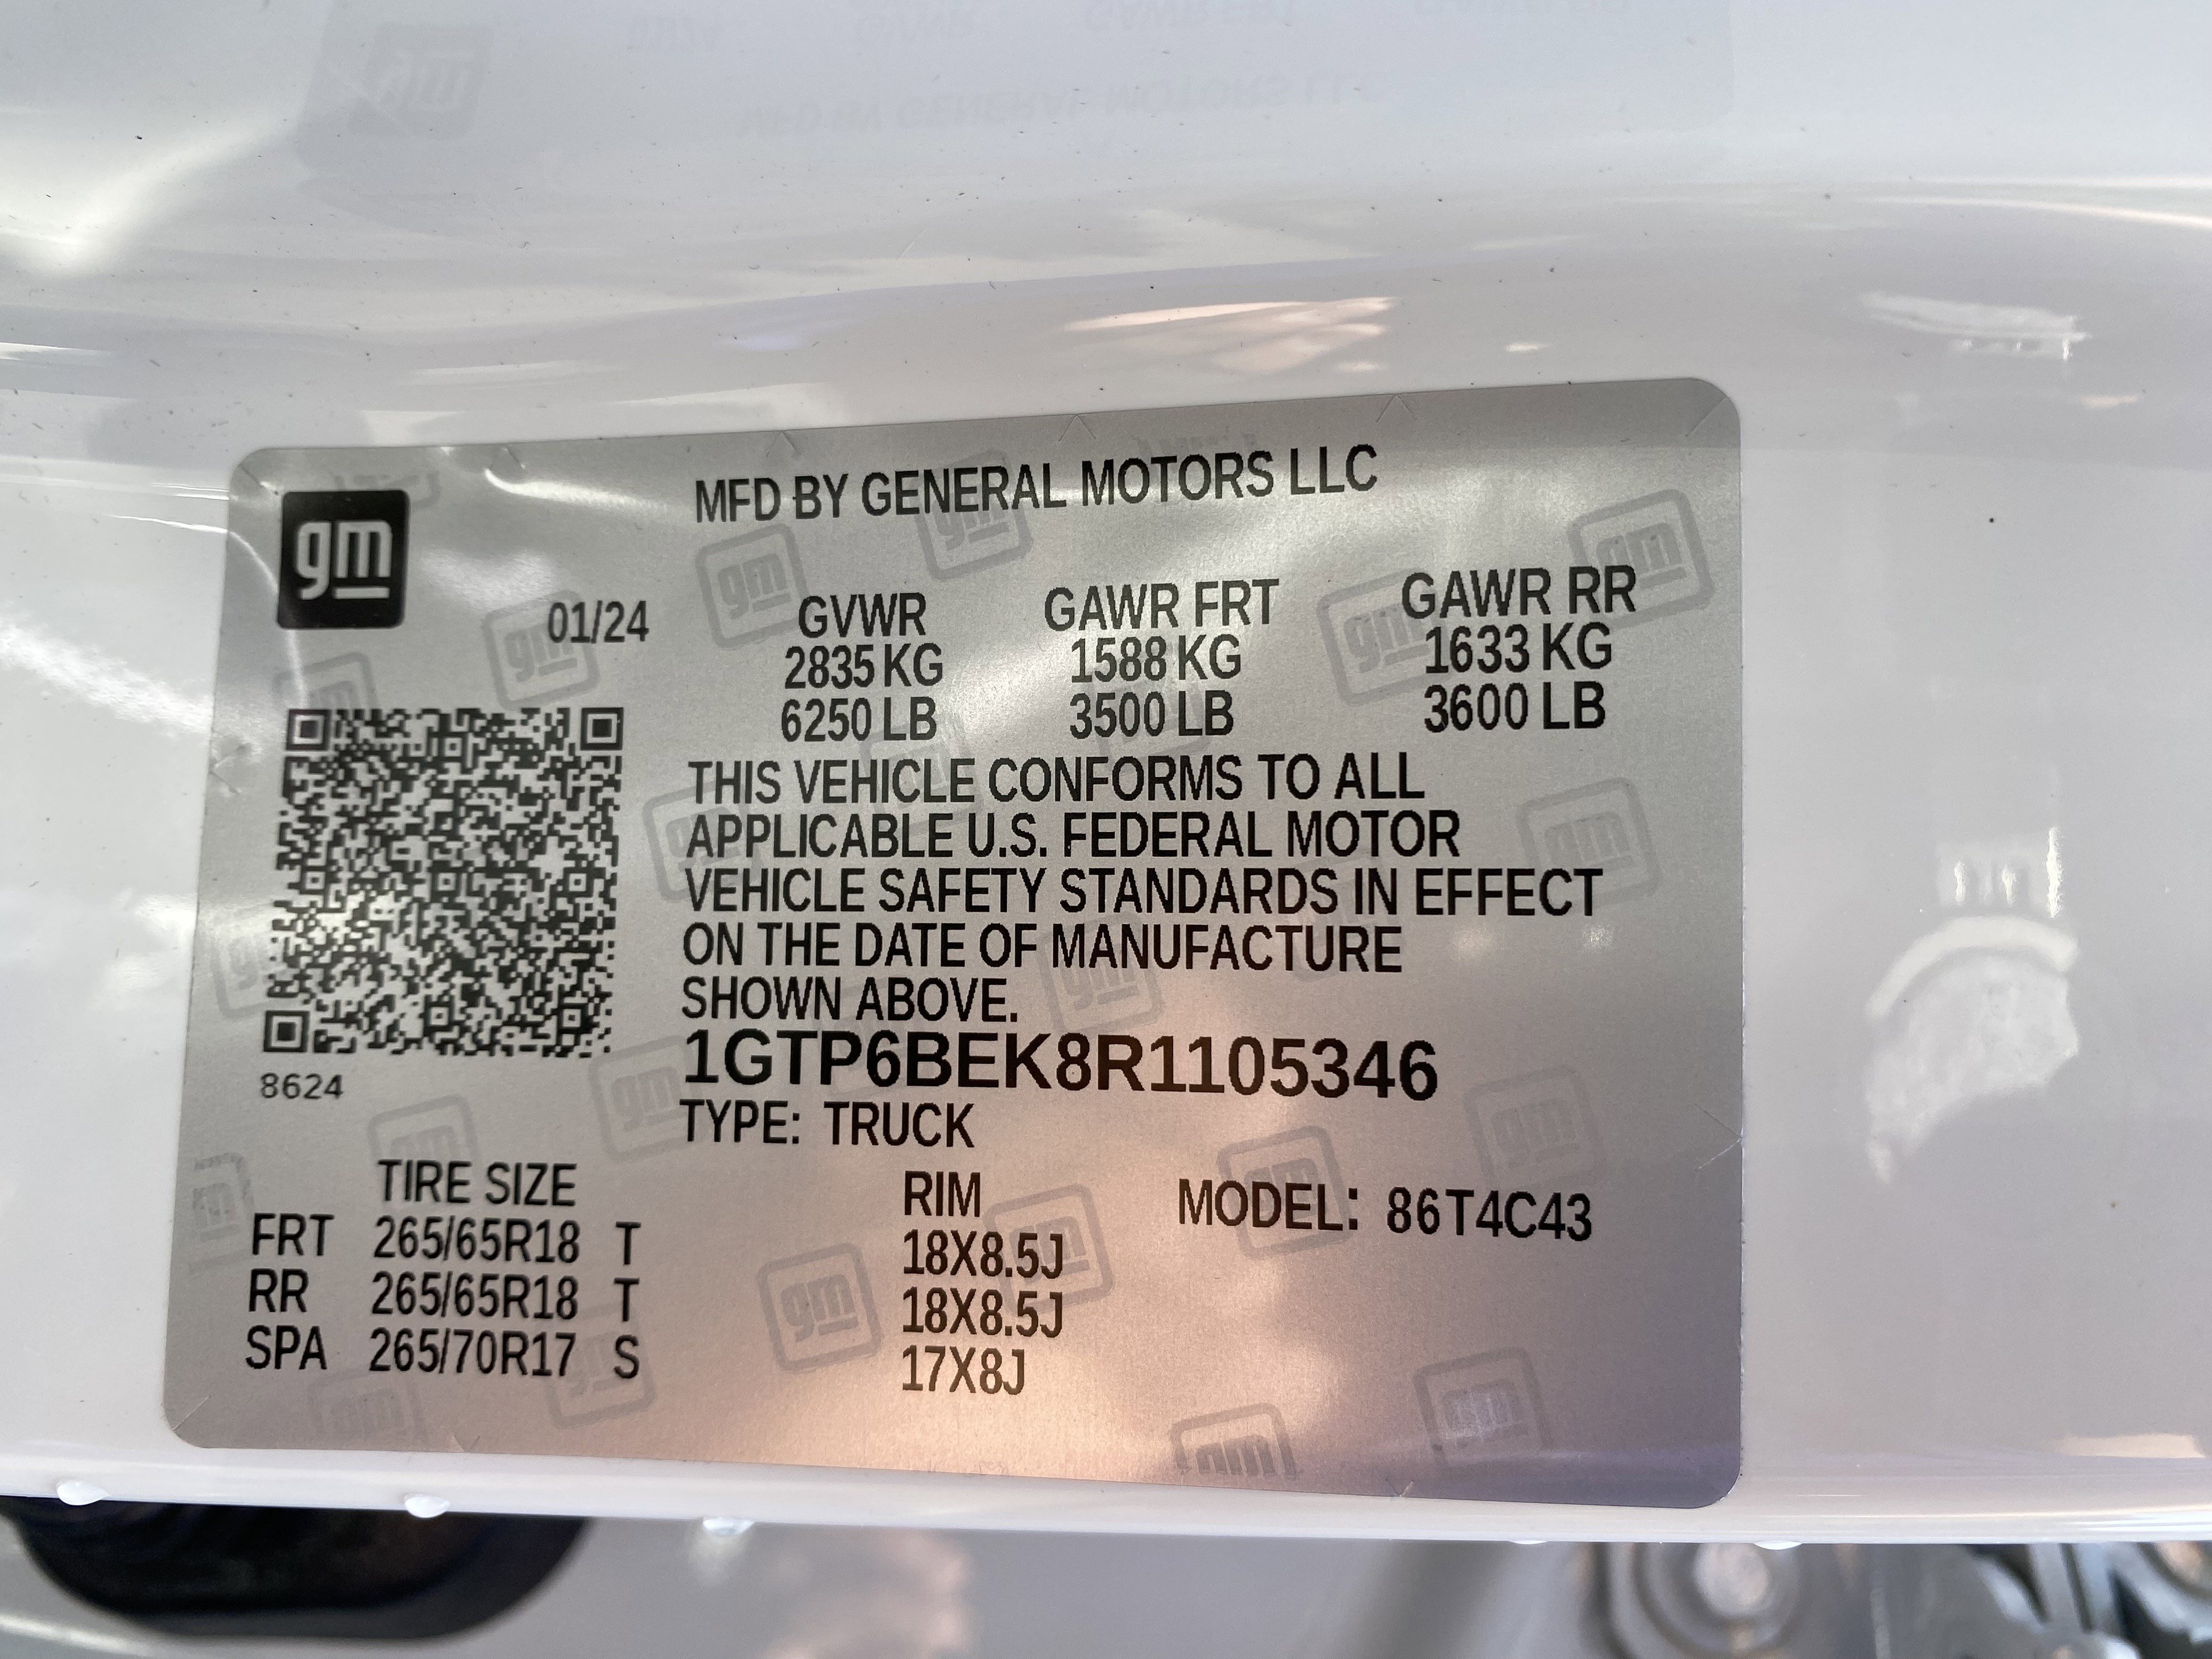 MFD BY GENERAL MOTORS LLC
gm
01/24
GVWR GAWR FRT GAWR RR
2835 KG 1588 KG 1633 KG
6250 LB 3500 LB 3600 LB
THIS VEHICLE CONFORMS TO ALL
APPLICABLE U.S. FEDERAL MOTOR
VEHICLE SAFETY STANDARDS IN EFFECT
ON THE DATE OF MANUFACTURE
SHOWN ABOVE.
1GTP6BEK8R1105346
8624
TYPE: TRUCK
TIRE SIZE RIM MODEL: 86T4C43
FRT 265/65R18 T 18X8.5J
RR 265/65R18 T 18X8.5J
SPA 265/70R17 S 17X8J